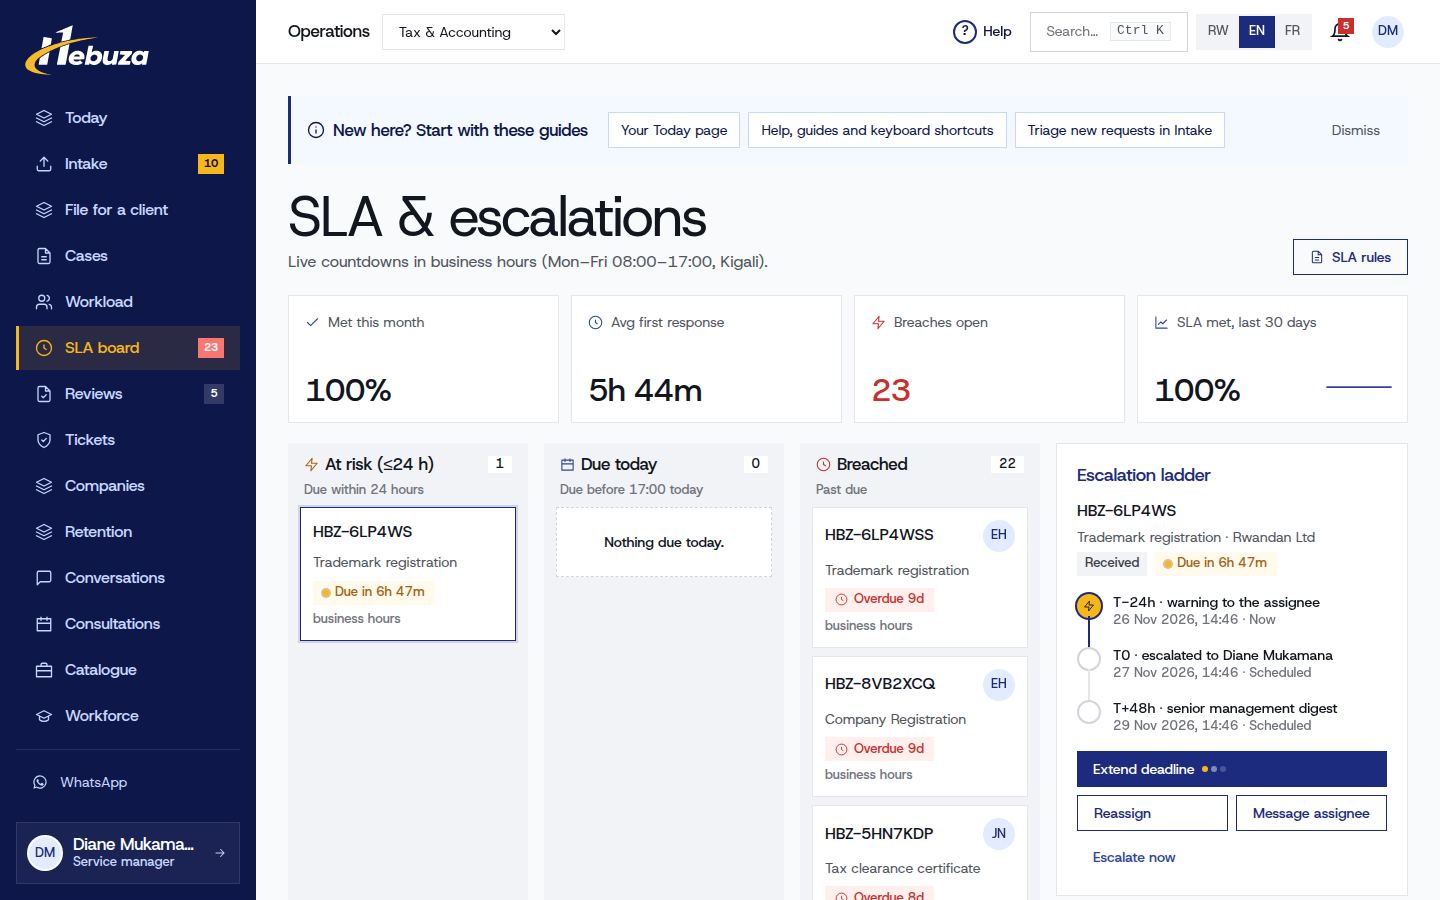 Hebuza
Today
Intake 10
File for a client
Cases
Workload
SLA board 23
Reviews 5
Tickets
Companies
Retention
Conversations
Consultations
Catalogue
Workforce
WhatsApp
DM Diane Mukama...
Service manager
Operations Tax & Accounting ? Help Search... Ctrl K RW EN FR 5 DM
New here? Start with these guides Your Today page Help, guides and keyboard shortcuts Triage new requests in Intake Dismiss
SLA & escalations
Live countdowns in business hours (Mon–Fri 08:00–17:00, Kigali).
SLA rules
Met this month
100%
Avg first response
5h 44m
Breaches open
23
SLA met, last 30 days
100%
At risk (≤24 h) 1
Due within 24 hours
HBZ-6LP4WS
Trademark registration
Due in 6h 47m
business hours
Due today 0
Due before 17:00 today
Nothing due today.
Breached 22
Past due
HBZ-6LP4WSS EH
Trademark registration
Overdue 9d
business hours
HBZ-8VB2XCQ EH
Company Registration
Overdue 9d
business hours
HBZ-5HN7KDP JN
Tax clearance certificate
Overdue 8d
Escalation ladder
HBZ-6LP4WS
Trademark registration · Rwandan Ltd
Received Due in 6h 47m
T−24h · warning to the assignee
26 Nov 2026, 14:46 · Now
T0 · escalated to Diane Mukamana
27 Nov 2026, 14:46 · Scheduled
T+48h · senior management digest
29 Nov 2026, 14:46 · Scheduled
Extend deadline
Reassign Message assignee
Escalate now